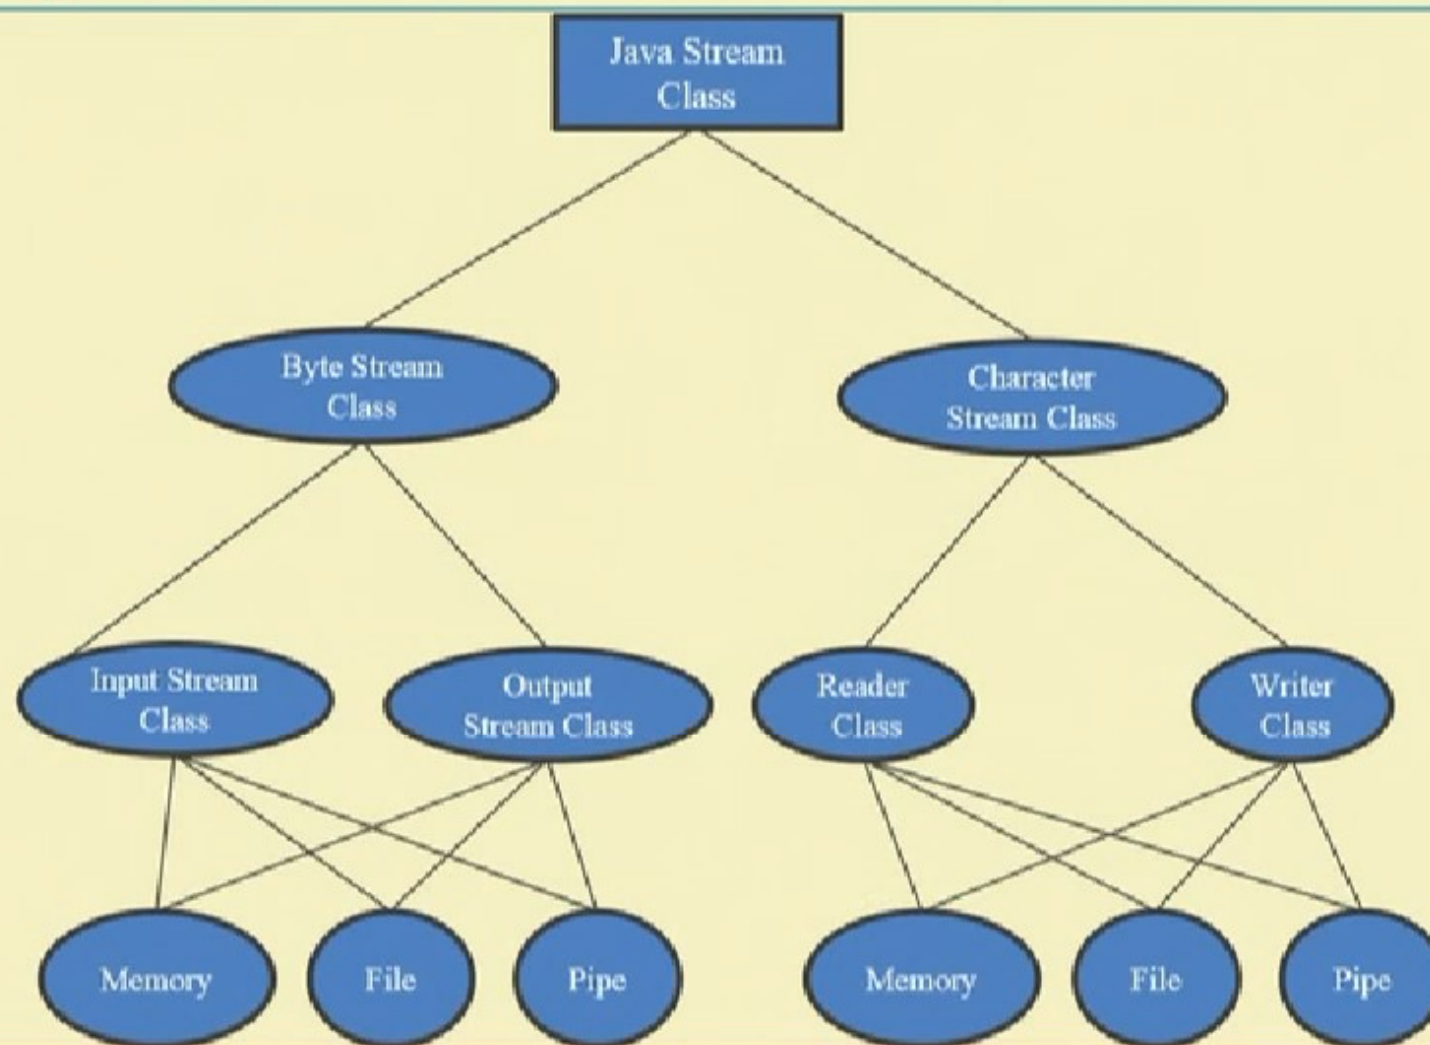 Java Stream
Class
Byte Stream
Class
Character
Stream Class
Input Stream
Class
Output
Stream Class
Reader
Class
Writer
Class
Memory
File
Pipe
Memory
File
Pipe